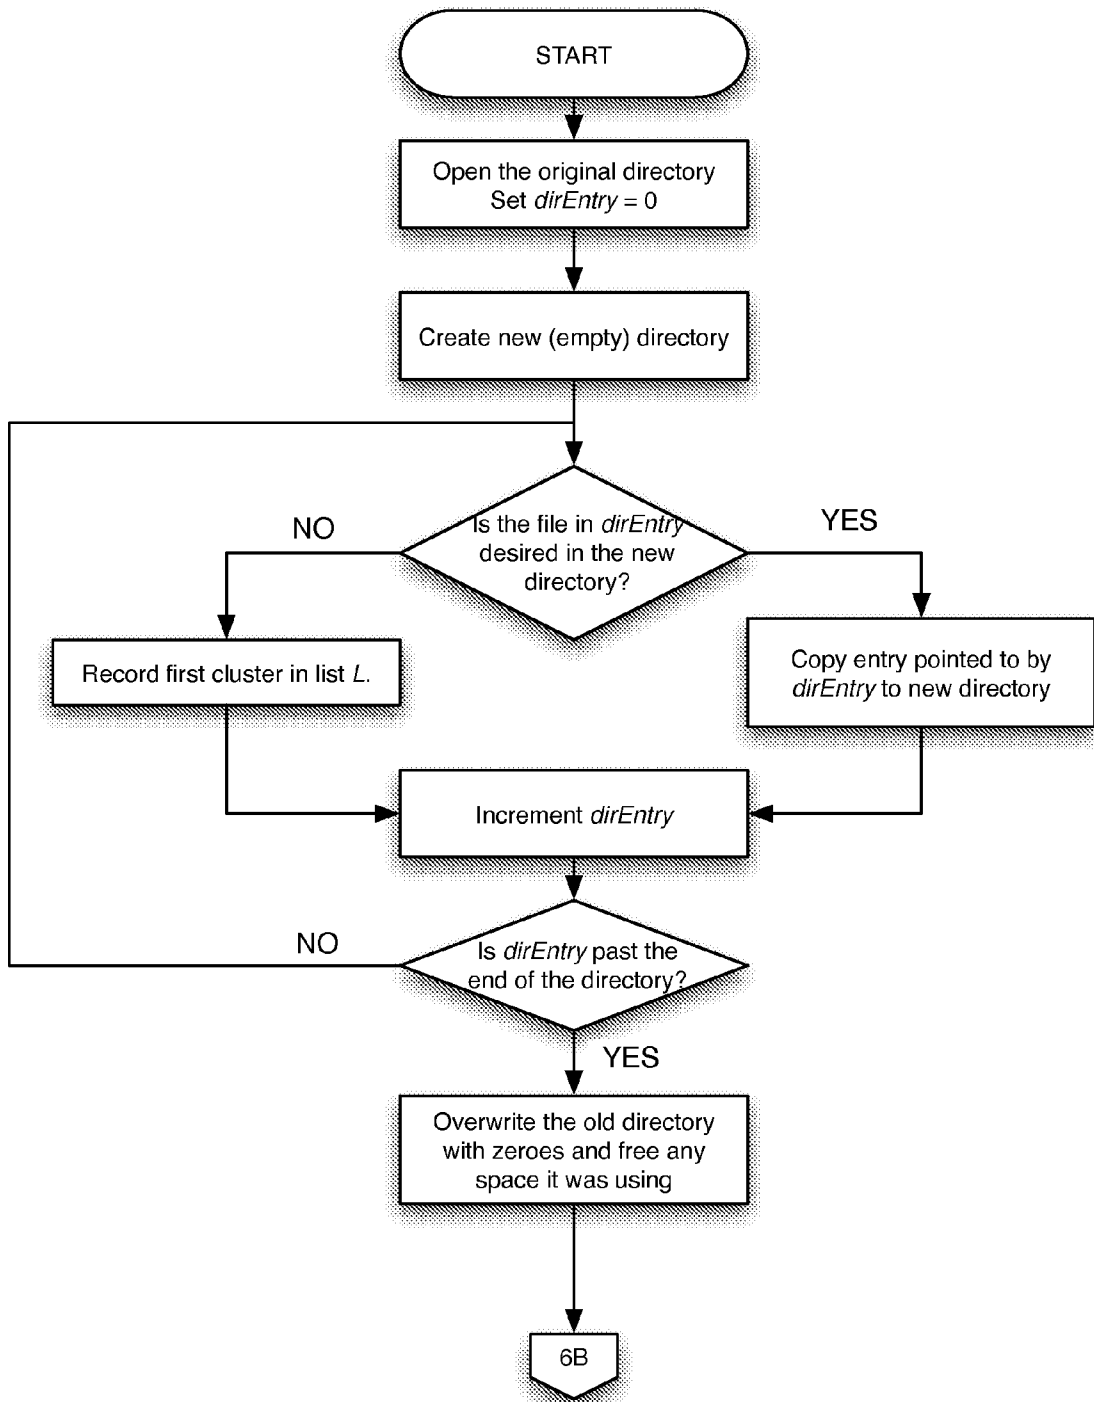 START
Open the original directory
Set dirEntry = 0
Create new (empty) directory
NO
YES
Is the file in dirEntry
desired in the new
directory?
Record first cluster in list L.
Copy entry pointed to by
dirEntry to new directory
Increment dirEntry
NO
Is dirEntry past the
end of the directory?
YES
Overwrite the old directory
with zeroes and free any
space it was using
6B